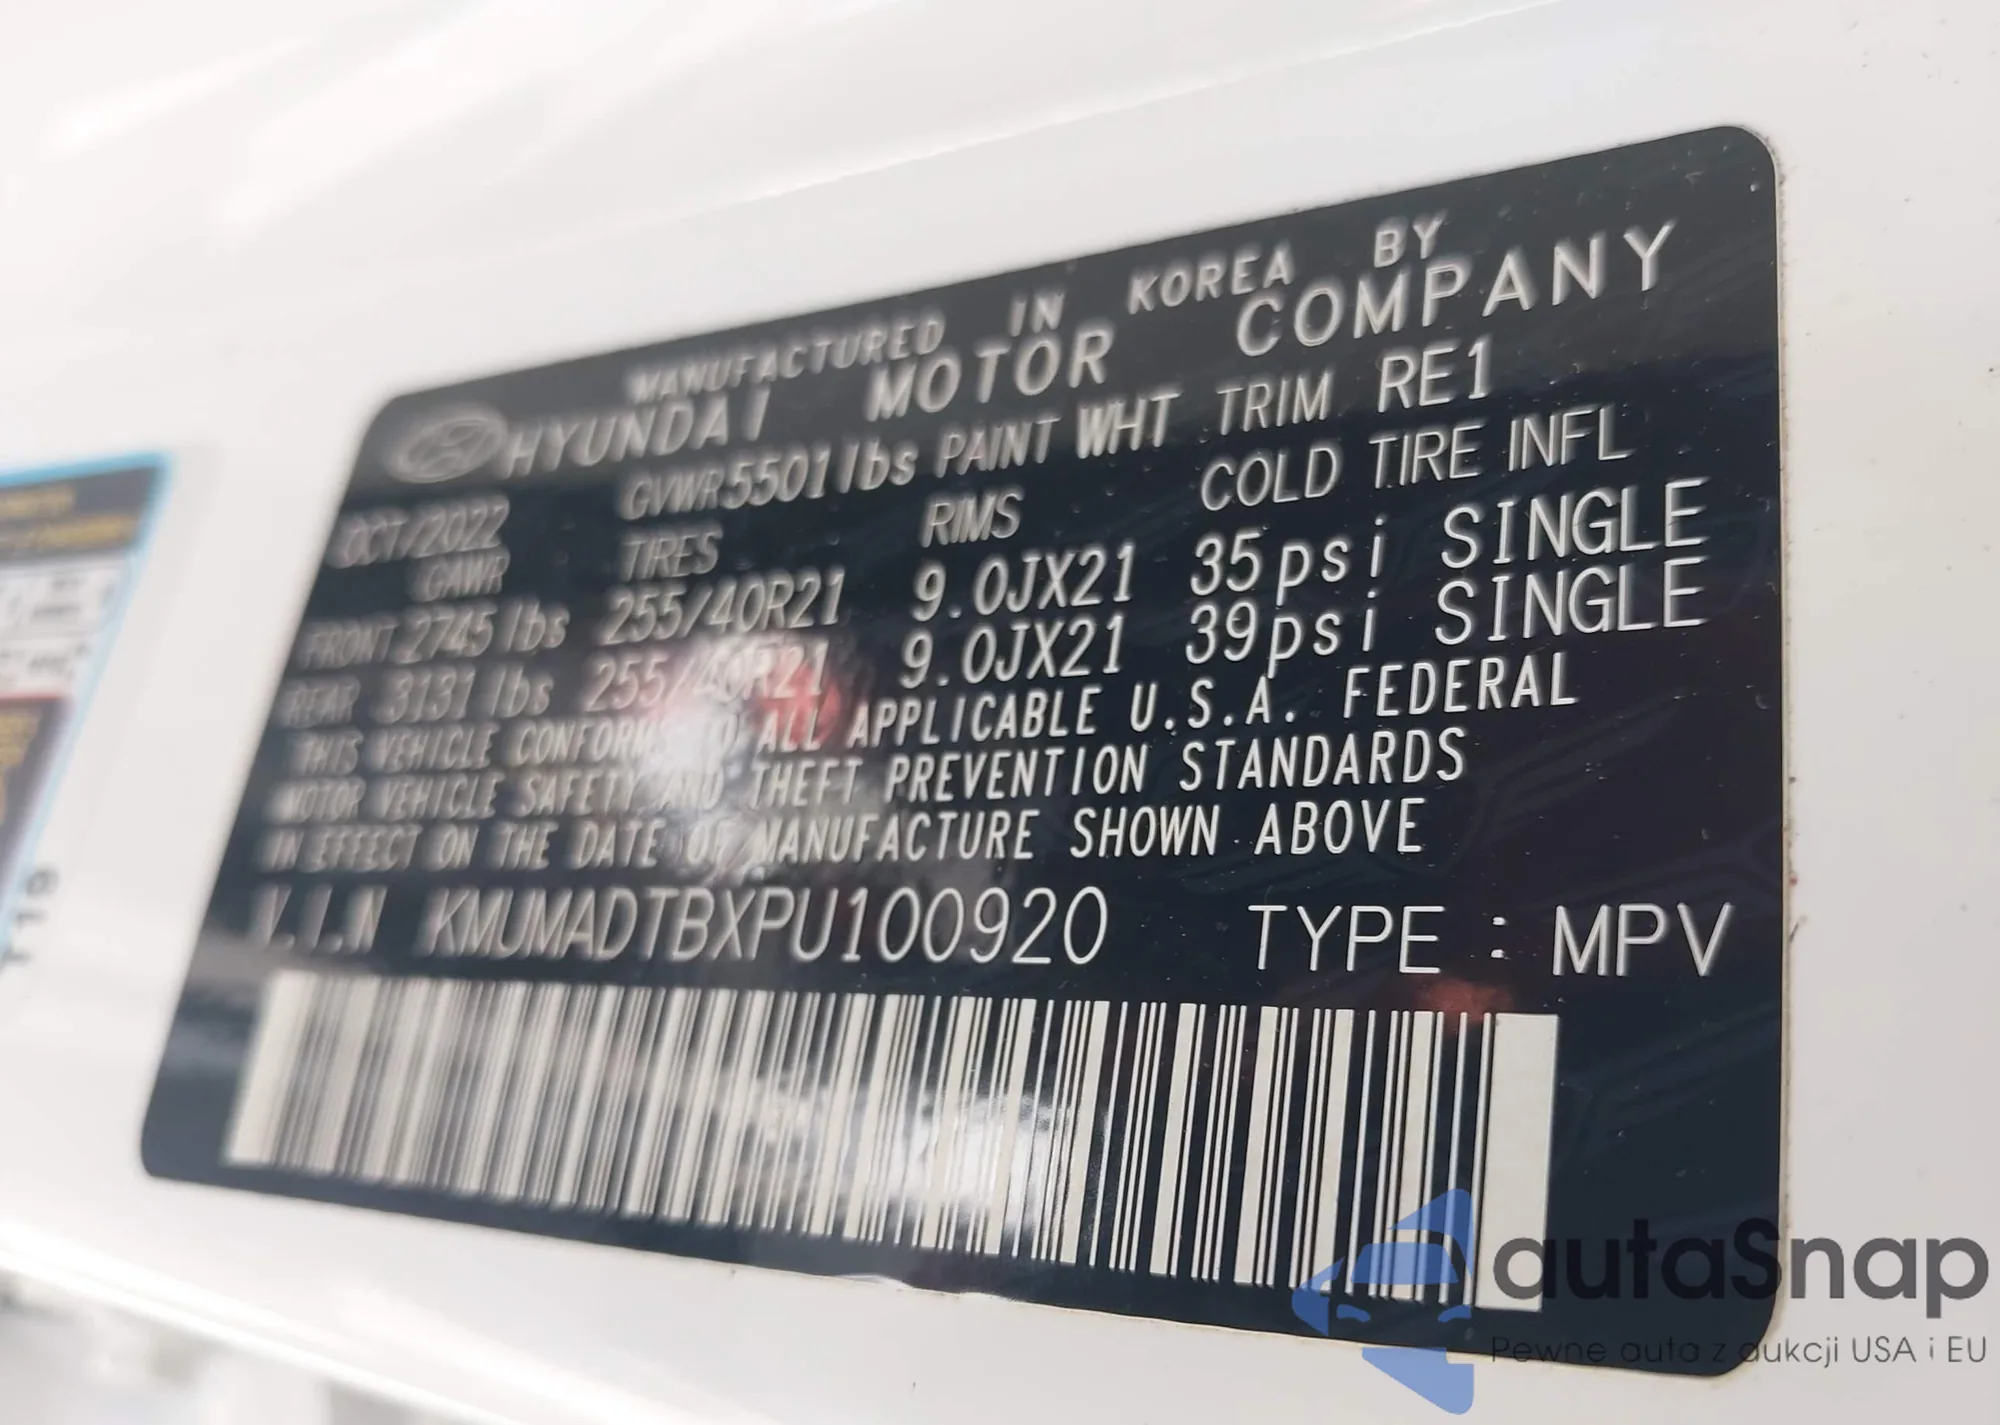 MANUFACTURED IN KOREA BY
HYUNDAI MOTOR COMPANY
OCT/2022 GVWR 5501 lbs PAINT WHT TRIM RE1
GAWR TIRES RIMS COLD TIRE INFL
FRONT 2745 lbs 255/40R21 9.0JX21 35psi SINGLE
REAR 3131 lbs 255/40R21 9.0JX21 39psi SINGLE
THIS VEHICLE CONFORMS TO ALL APPLICABLE U.S.A. FEDERAL
MOTOR VEHICLE SAFETY AND THEFT PREVENTION STANDARDS
IN EFFECT ON THE DATE OF MANUFACTURE SHOWN ABOVE
V.I.N KMUMADTBXPU100920 TYPE : MPV
autaSnap
Pewne auta z aukcji USA i EU